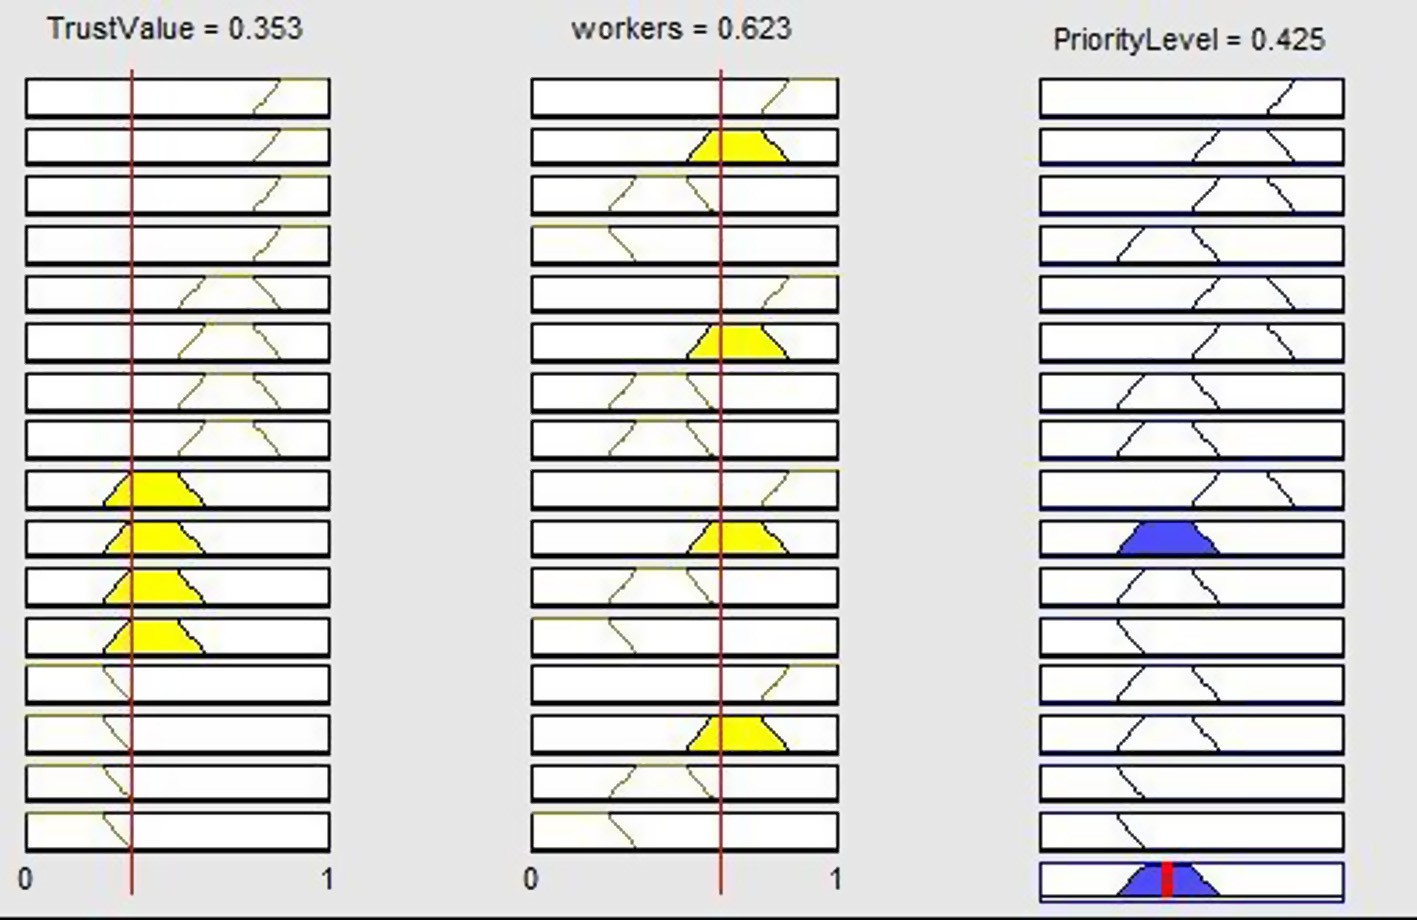 TrustValue = 0.353
workers = 0.623
PriorityLevel = 0.425
0 1
0 1